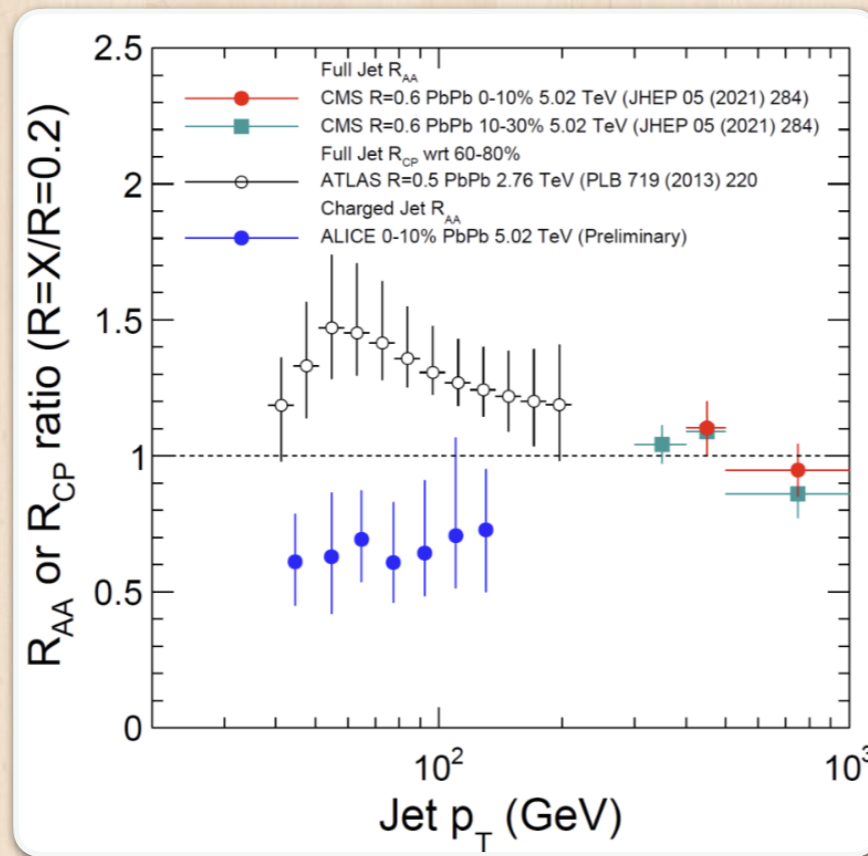 2.5
Full Jet R_AA
CMS R=0.6 PbPb 0-10% 5.02 TeV (JHEP 05 (2021) 284)
CMS R=0.6 PbPb 10-30% 5.02 TeV (JHEP 05 (2021) 284)
Full Jet R_CP wrt 60-80%
2
ATLAS R=0.5 PbPb 2.76 TeV (PLB 719 (2013) 220
Charged Jet R_AA
ALICE 0-10% PbPb 5.02 TeV (Preliminary)
1.5
1
0.5
0
R_AA or R_CP ratio (R=X/R=0.2)
10^2
10^3
Jet p_T (GeV)